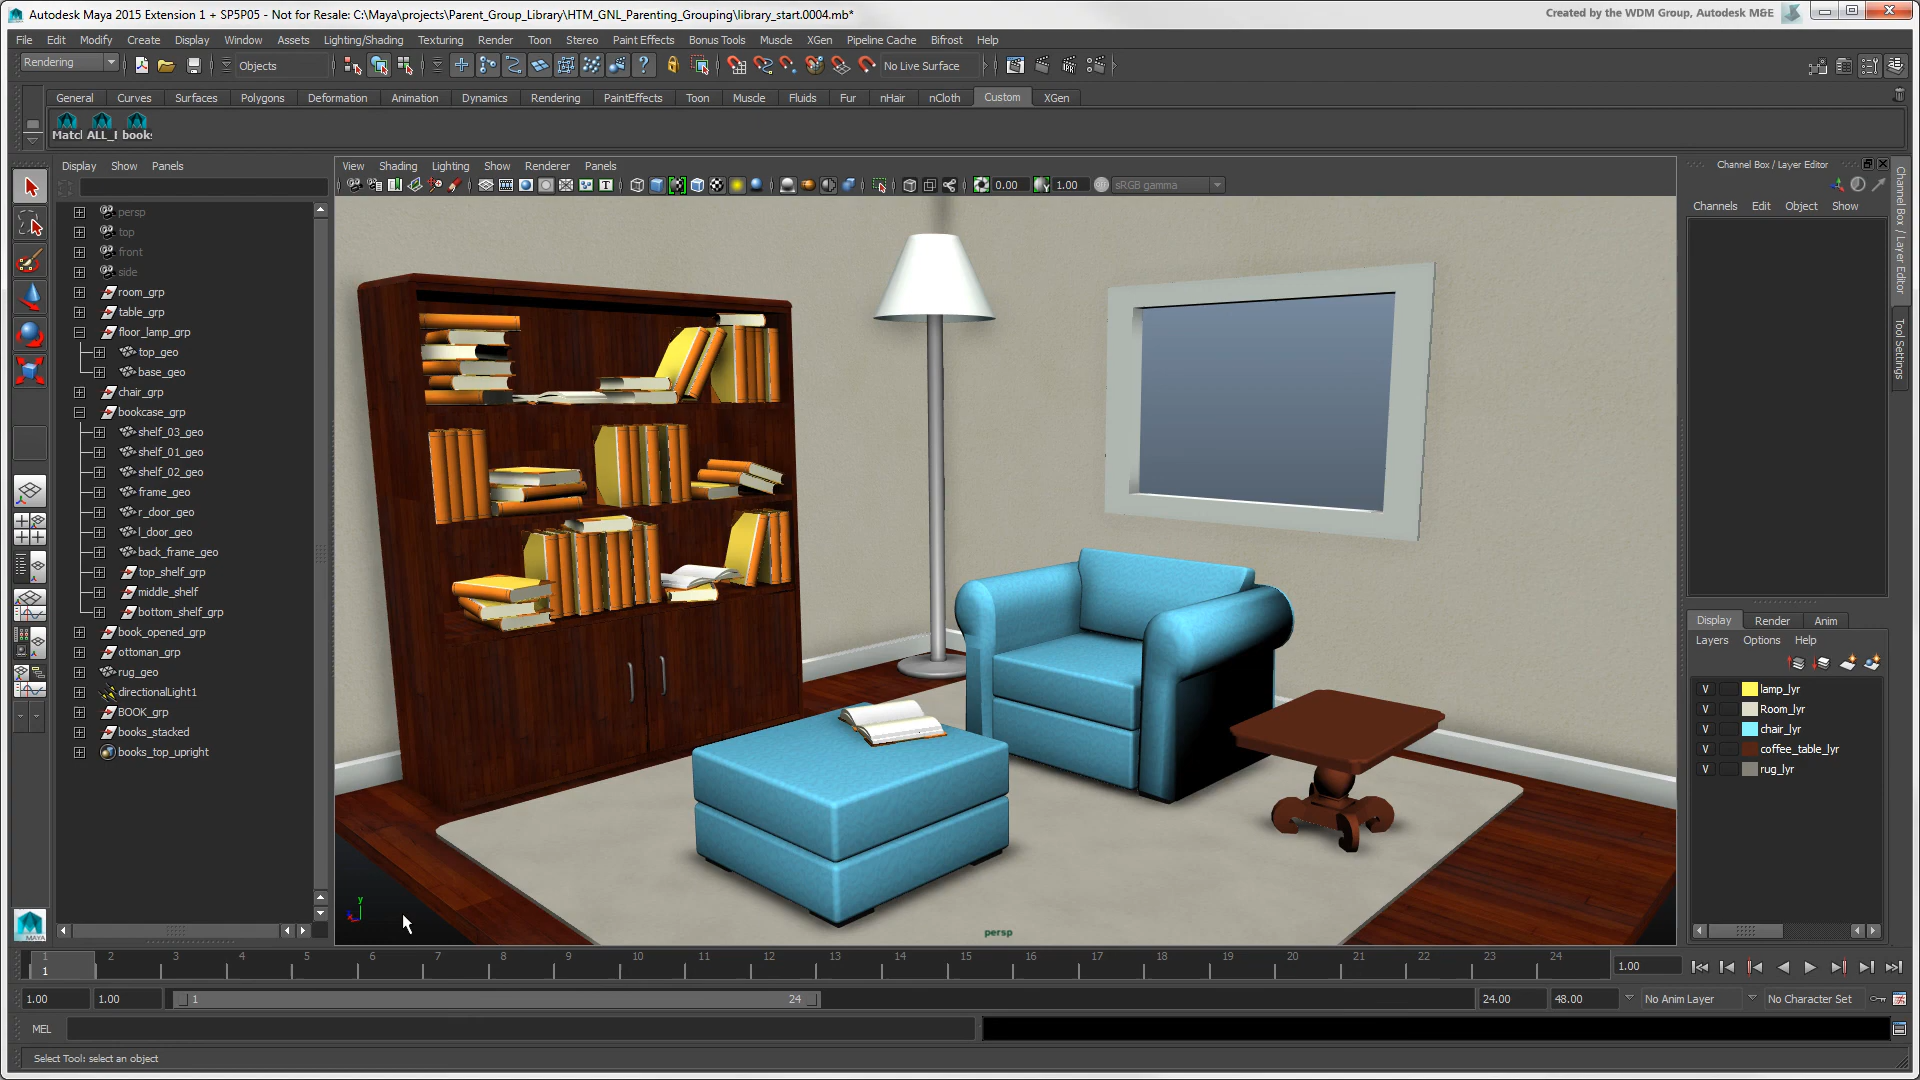 Autodesk Maya 2015 Extension 1 + SP5P05 - Not for Resale: C:\Maya\projects\Parent_Group_Library\HTM_GNL_Parenting_Grouping\library_start.0004.mb*
Created by the WDM Group, Autodesk M&E
File Edit Modify Create Display Window Assets Lighting/Shading Texturing Render Toon Stereo Paint Effects Bonus Tools Muscle XGen Pipeline Cache Bifrost Help
Rendering Objects No Live Surface
General Curves Surfaces Polygons Deformation Animation Dynamics Rendering PaintEffects Toon Muscle Fluids Fur nHair nCloth Custom XGen
Matcl ALL_I book:
Display Show Panels
View Shading Lighting Show Renderer Panels
0.00 1.00 sRGB gamma
persp
top
front
side
room_grp
table_grp
floor_lamp_grp
top_geo
base_geo
chair_grp
bookcase_grp
shelf_03_geo
shelf_01_geo
shelf_02_geo
frame_geo
r_door_geo
l_door_geo
back_frame_geo
top_shelf_grp
middle_shelf
bottom_shelf_grp
book_opened_grp
ottoman_grp
rug_geo
directionalLight1
BOOK_grp
books_stacked
books_top_upright
MAYA
y
x
persp
Channel Box / Layer Editor
Channels Edit Object Show
Channel Box / Layer Editor
Tool Settings
Display Render Anim
Layers Options Help
V lamp_lyr
V Room_lyr
V chair_lyr
V coffee_table_lyr
V rug_lyr
1 2 3 4 5 6 7 8 9 10 11 12 13 14 15 16 17 18 19 20 21 22 23 24
1
1.00
1.00 1.00 1 24 24.00 48.00 No Anim Layer No Character Set
MEL
Select Tool: select an object